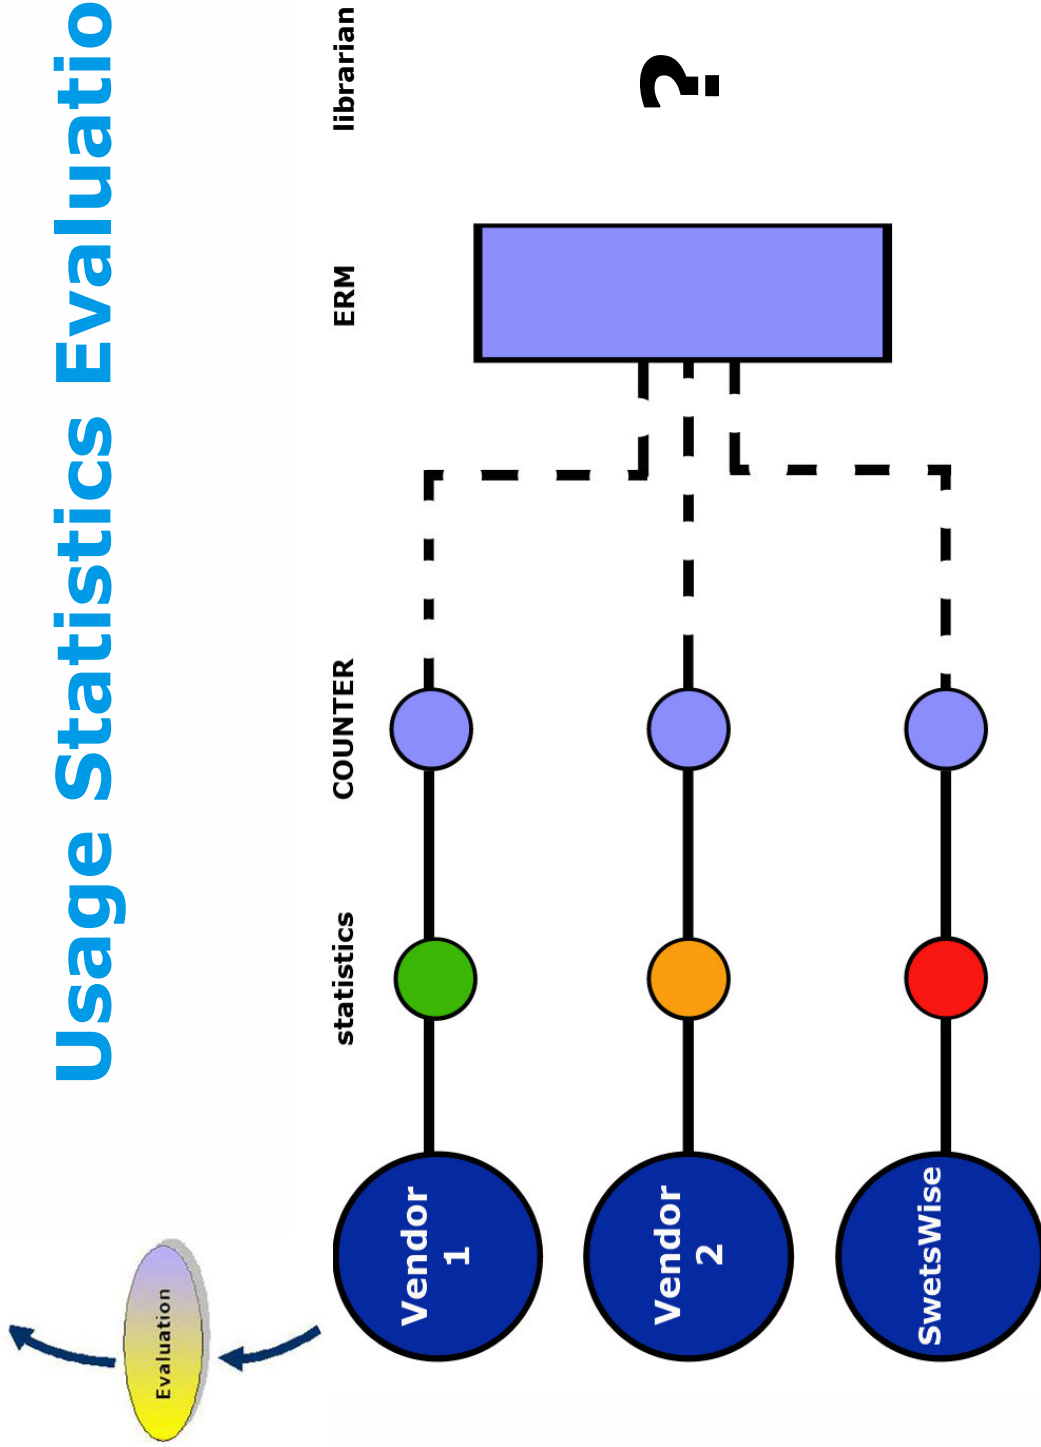 Usage Statistics Evaluatio
Evaluation
statistics
COUNTER
ERM
librarian
Vendor
1
?
Vendor
2
SwetsWise